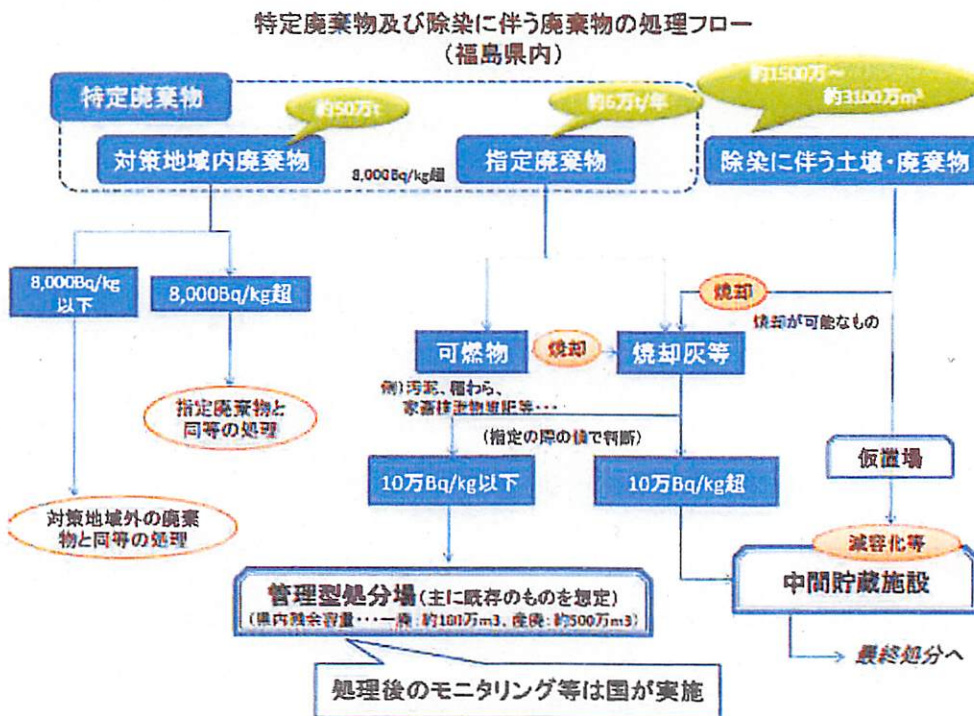 特定廃棄物及び除染に伴う廃棄物の処理フロー
（福島県内）
特定廃棄物
約50万t
約6万t/年
約1500万～
約3100万m³
対策地域内廃棄物
8,000Bq/kg超
指定廃棄物
除染に伴う土壌・廃棄物
8,000Bq/kg
以下
8,000Bq/kg超
焼却
焼却が可能なもの
可燃物
焼却
焼却灰等
例）汚泥、稲わら、
指定廃棄物と
同等の処理
（指定の際の値で判断）
仮置場
10万Bq/kg以下
10万Bq/kg超
対策地域外の廃棄
物と同等の処理
減容化等
中間貯蔵施設
管理型処分場（主に既存のものを想定）
（県内残余容量・・・一廃：約180万m3、産廃：約500万m3）
最終処分へ
処理後のモニタリング等は国が実施